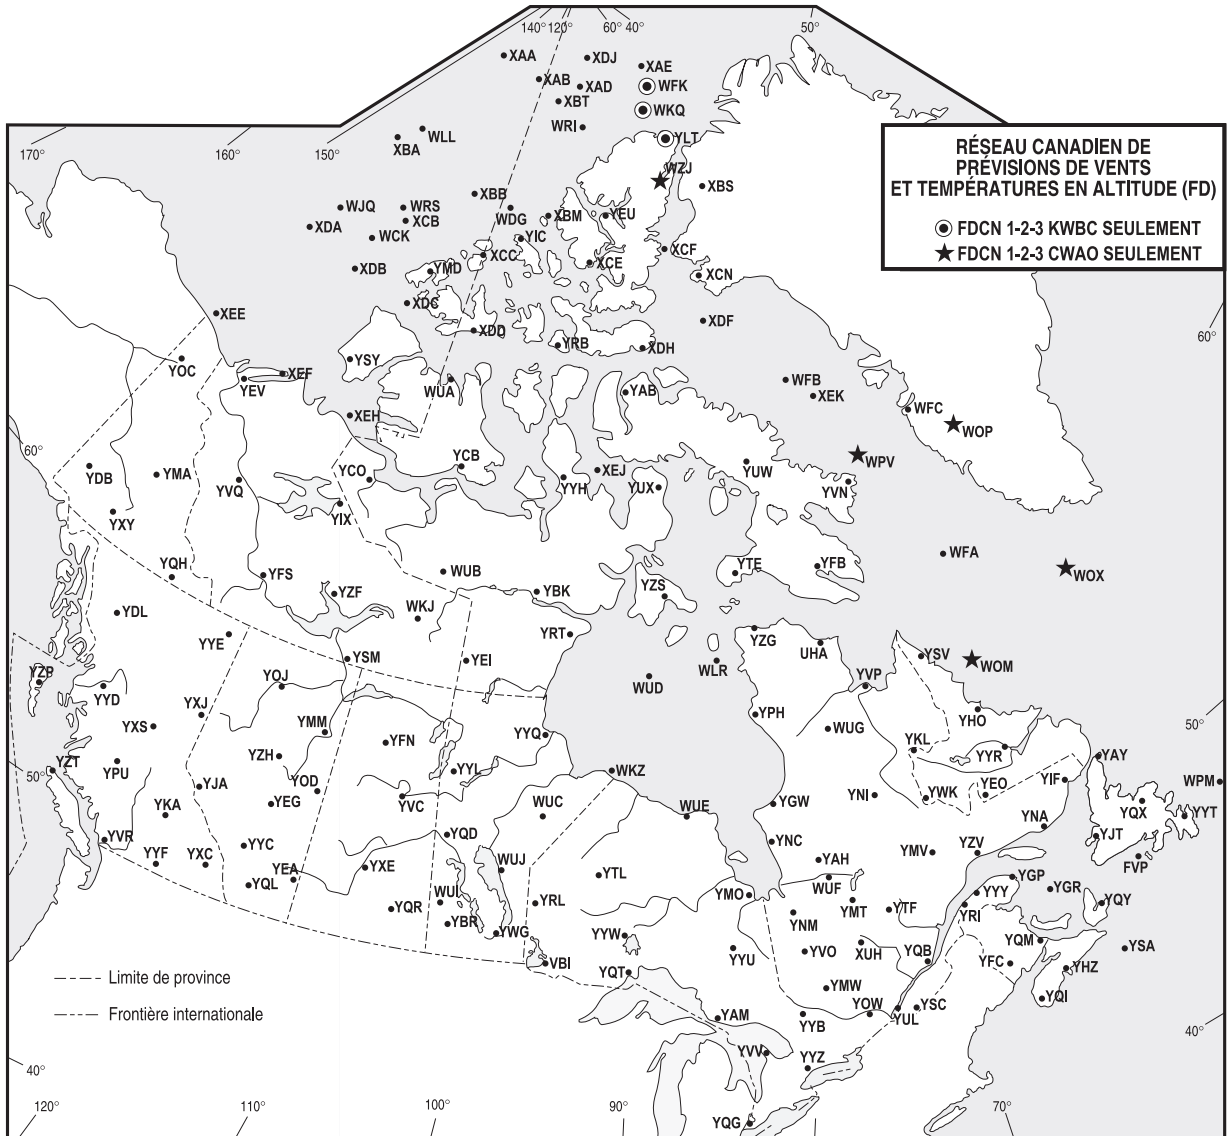 140° 120° 60° 40° 50°
XAA
XDJ
XAE
XAB
XAD
WFK
XBT
WKQ
WRI
YLT
WLL
XBA
170° 160° 150°
RÉSEAU CANADIEN DE
PRÉVISIONS DE VENTS
ET TEMPÉRATURES EN ALTITUDE (FD)
FDCN 1-2-3 KWBC SEULEMENT
FDCN 1-2-3 CWAO SEULEMENT
WZJ
XBS
XBB
WJQ
WRS
XCB
WDG
XBM
YEU
XDA
WCK
YIC
XCF
XCC
XCE
XDB
YMD
XCN
XDC
XEE
XDF
60°
XDD
YRB
XDH
YOC
YSY
XEF
YEV
WUA
WFB
YAB
XEK
WFC
XEH
WOP
60°
YDB
YMA
YVQ
YCO
YCB
XEJ
YYH
YUX
YUW
WPV
YVN
YXY
YIX
WFA
YQH
YFS
WUB
YTE
YFB
WOX
YZF
YBK
YZS
YDL
WKJ
YYE
YRT
YZG
UHA
YSM
YEI
WLR
YSV
WOM
YZP
WUD
YYD
YOJ
YVP
YXJ
YPH
YHO
50°
YXS
YMM
YYQ
WUG
YFN
YKL
YZH
YYR
YAY
YZT
YPU
YYL
WKZ
YIF
WPM
50°
YJA
YOD
YVC
YEG
YGW
YNI
YWK
YEO
YQX
YKA
WUC
WUE
YYT
YVR
YQD
YNC
YNA
YJT
YYF
YXC
YYC
YXE
WUJ
YAH
YMV
YZV
FVP
YEA
YQL
YTL
WUF
YGP
YGR
YQR
WUI
YRL
YMO
YMT
YYY
YQY
YBR
YNM
YTF
YRI
YWG
YYW
YYU
YVO
XUH
YQB
YQM
YSA
VBI
YQT
YFC
YHZ
Limite de province
YMW
YQI
Frontière internationale
YAM
YYB
YOW
YUL
YSC
40°
YVV
YYZ
40°
120° 110° 100° 90° 70°
YQG